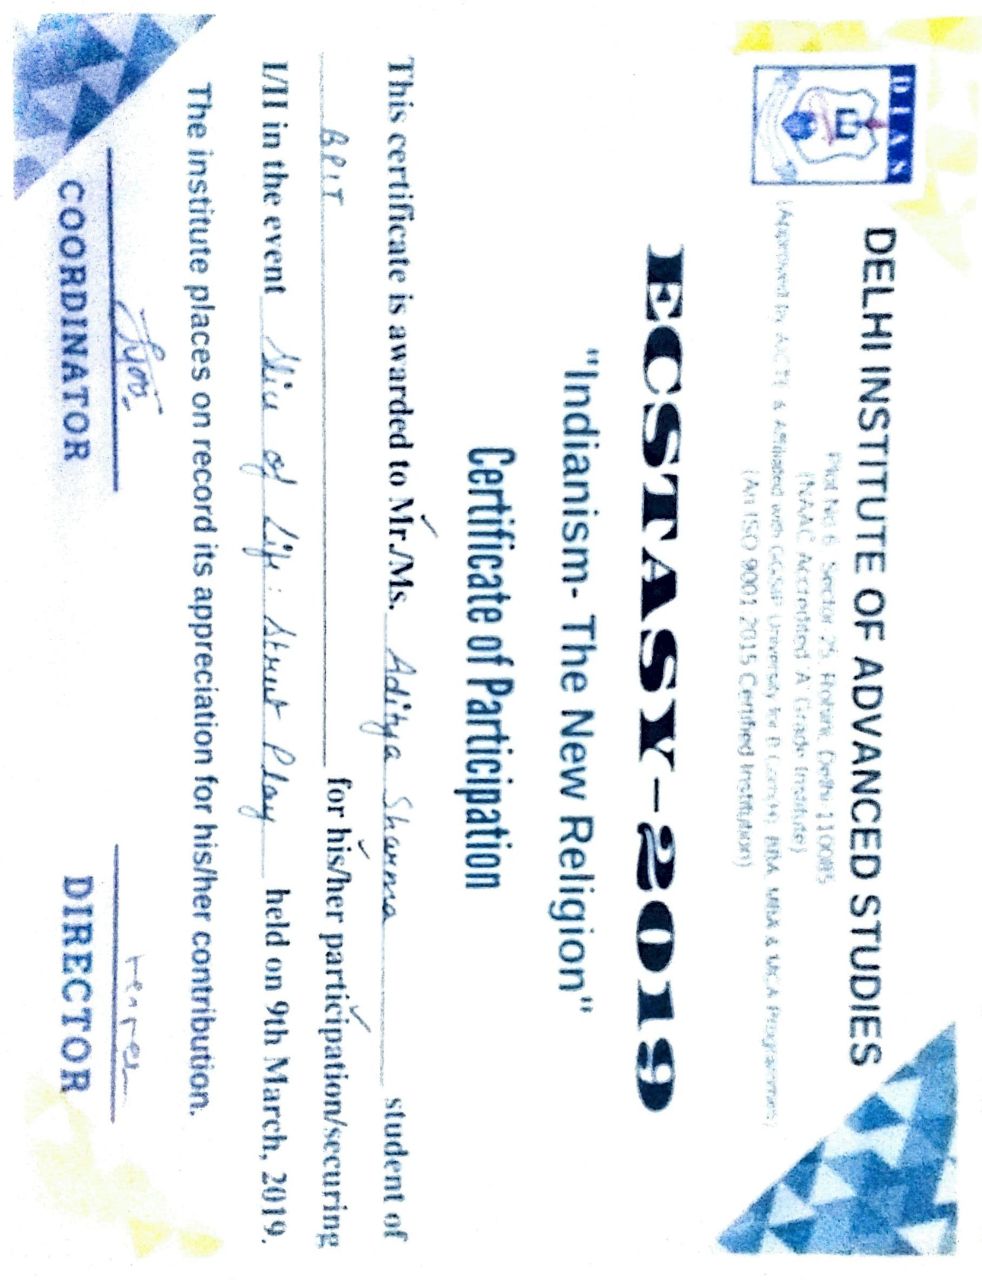 DIAS
DELHI INSTITUTE OF ADVANCED STUDIES
Plot No 6, Sector 25, Rohini, Delhi-110085
(NAAC Accredited 'A' Grade Institute)
(Approved by AICTE & Affiliated with GGSIP University for B.Com(H), BBA, MBA & MCA Programmes)
(An ISO 9001:2015 Certified Institution)
ECSTASY-2019
"Indianism- The New Religion"
Certificate of Participation
This certificate is awarded to Mr./Ms. Aditya Sharma student of
BPIT for his/her participation/securing
I/II in the event Slice of Life: Street Play held on 9th March, 2019.
The institute places on record its appreciation for his/her contribution.
COORDINATOR DIRECTOR